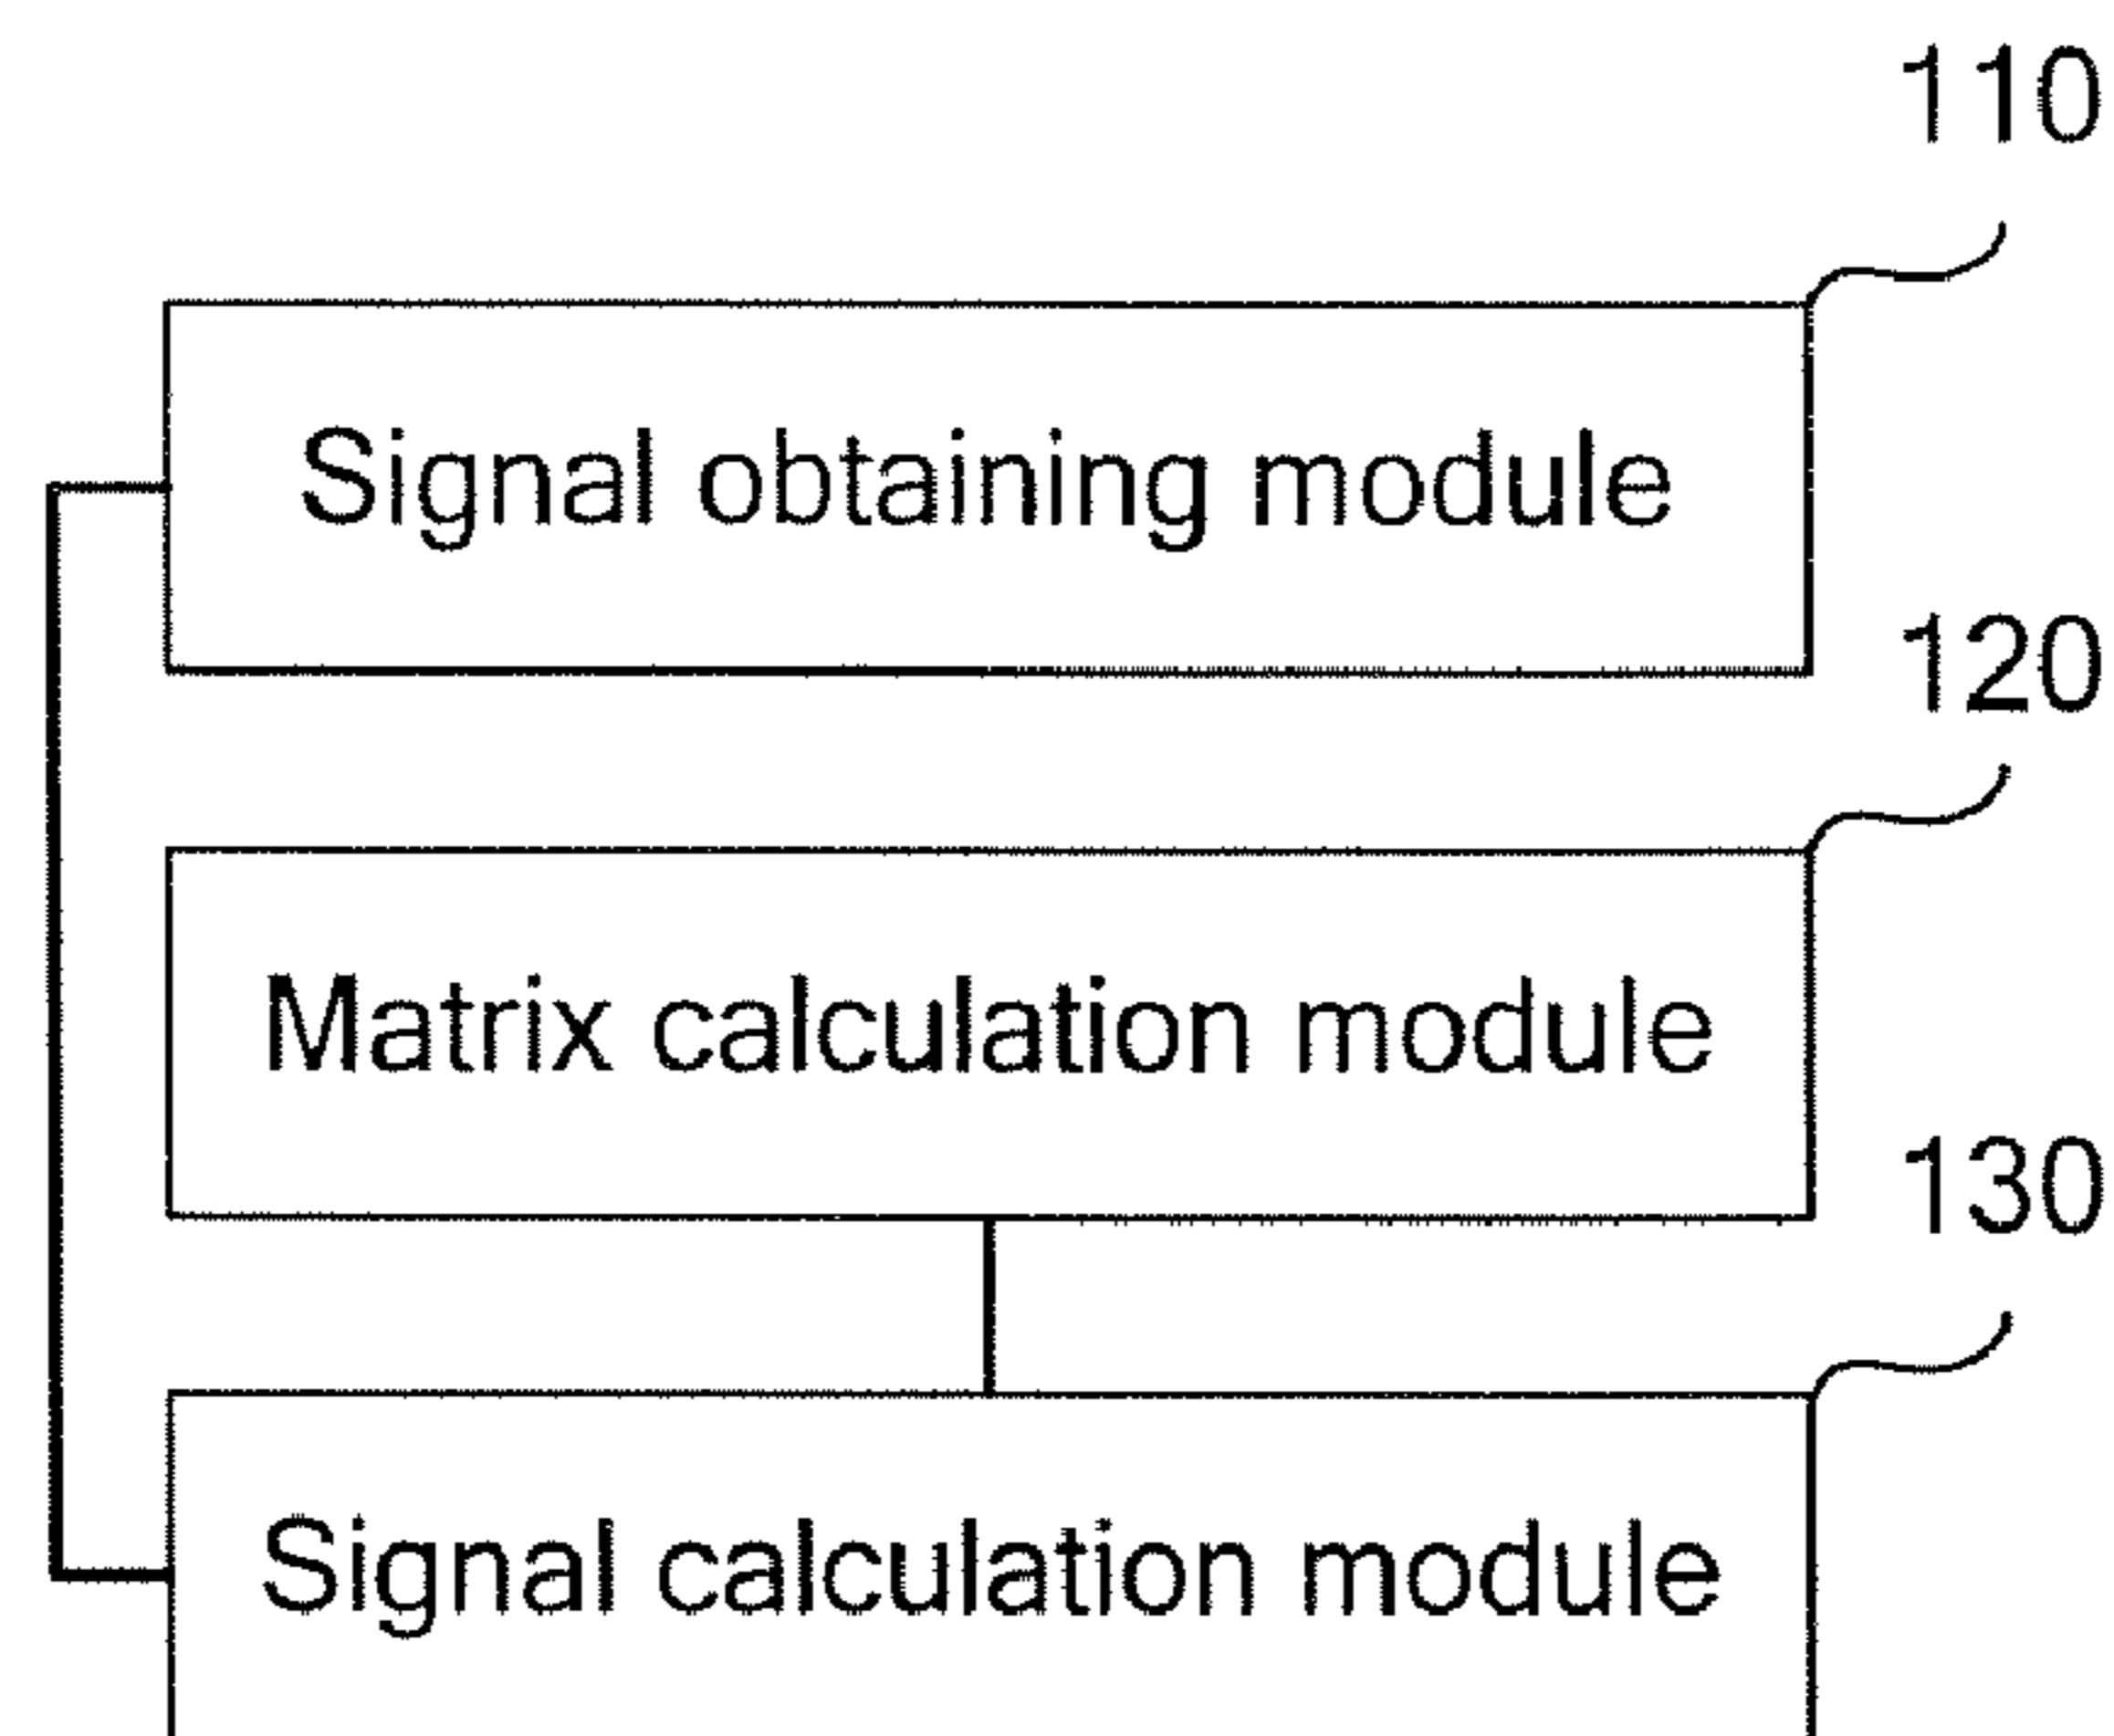 110
Signal obtaining module
120
Matrix calculation module
130
Signal calculation module